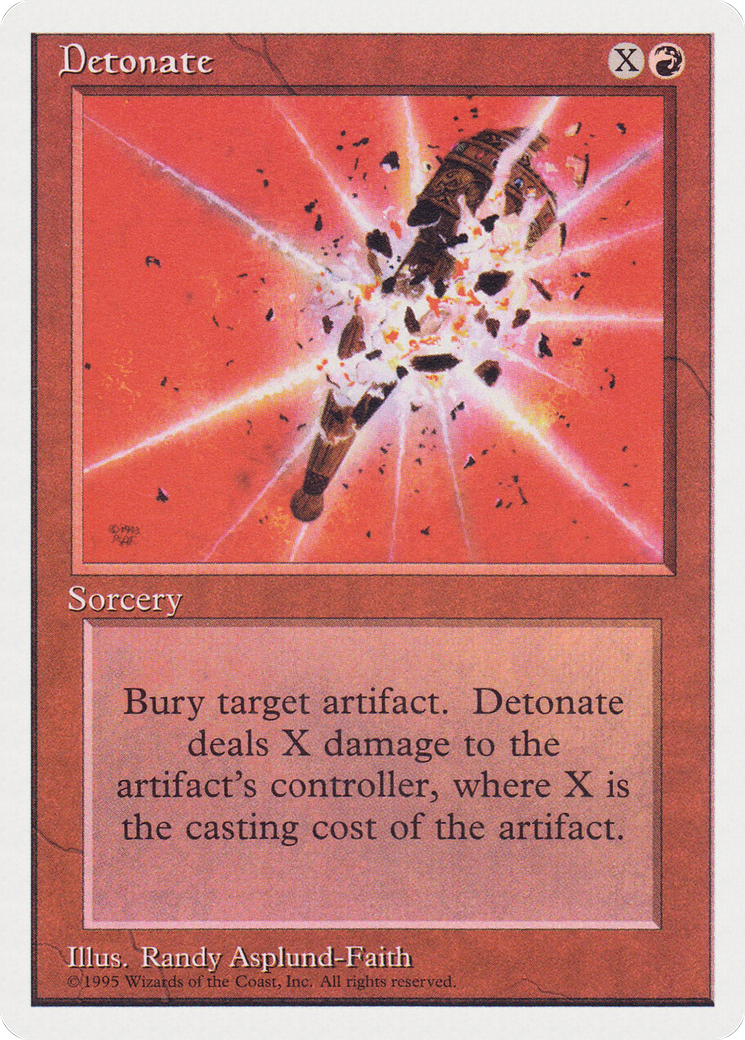 Detonate X
©1993
Sorcery
Bury target artifact. Detonate
deals X damage to the
artifact's controller, where X is
the casting cost of the artifact.
Illus. Randy Asplund-Faith
©1995 Wizards of the Coast, Inc. All rights reserved.